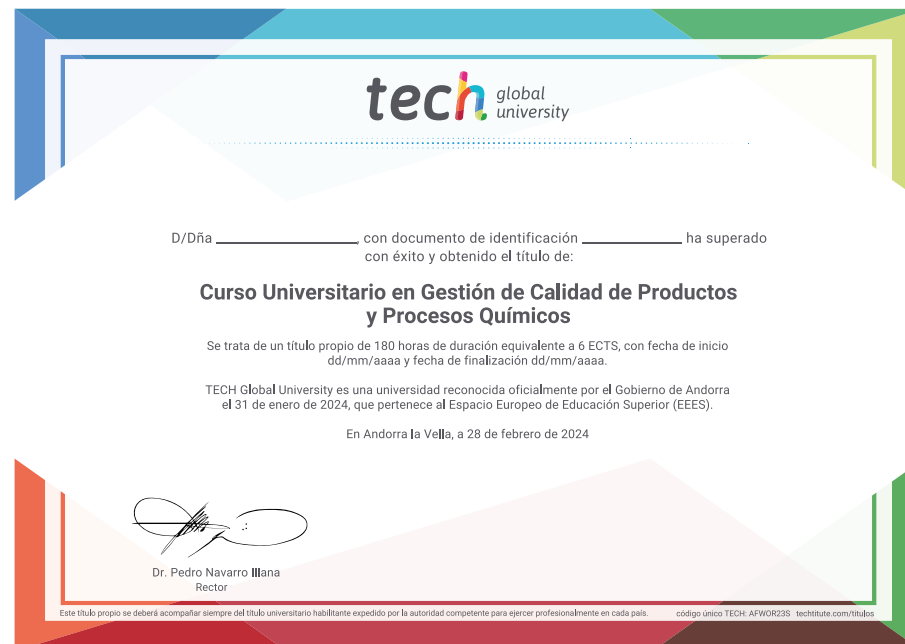 tech global university
D/Dña ____________________, con documento de identificación ______________ ha superado
con éxito y obtenido el título de:
Curso Universitario en Gestión de Calidad de Productos
y Procesos Químicos
Se trata de un título propio de 180 horas de duración equivalente a 6 ECTS, con fecha de inicio
dd/mm/aaaa y fecha de finalización dd/mm/aaaa.
TECH Global University es una universidad reconocida oficialmente por el Gobierno de Andorra
el 31 de enero de 2024, que pertenece al Espacio Europeo de Educación Superior (EEES).
En Andorra la Vella, a 28 de febrero de 2024
Dr. Pedro Navarro Illana
Rector
Este título propio se deberá acompañar siempre del título universitario habilitante expedido por la autoridad competente para ejercer profesionalmente en cada país. código único TECH: AFWOR23S techtitute.com/titulos